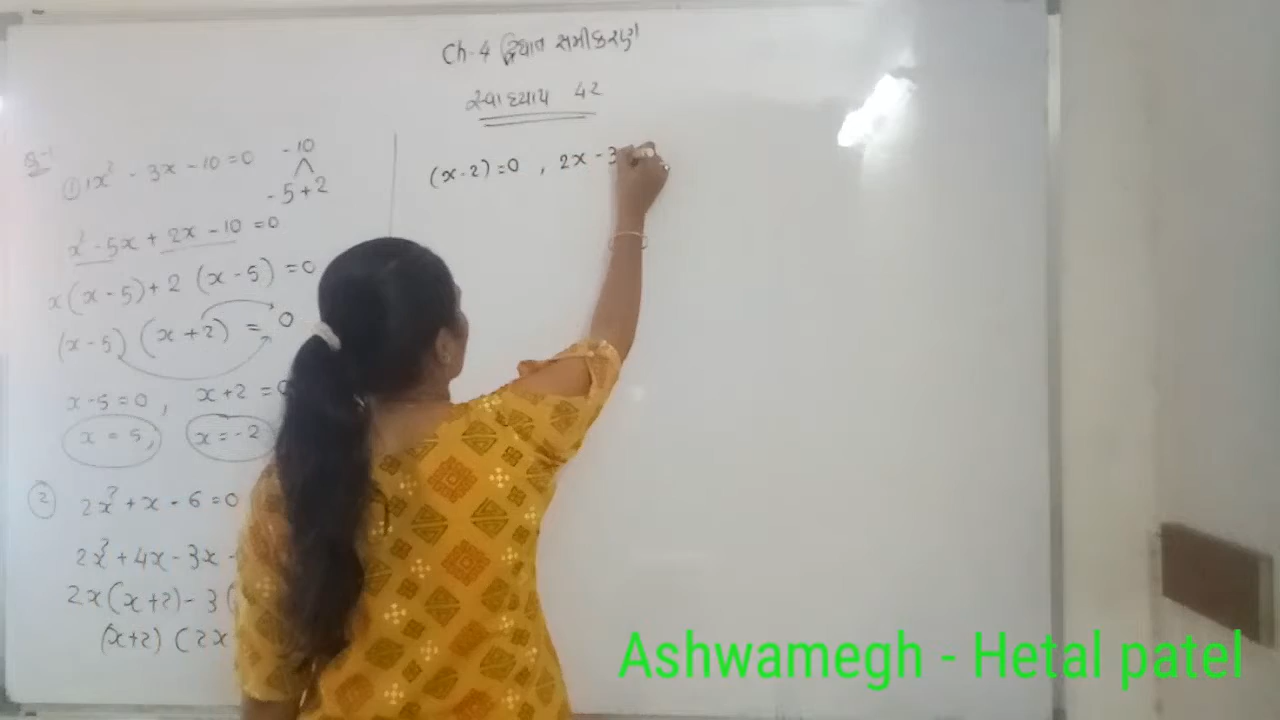 Ch-4 દ્વિઘાત સમીકરણ
સ્વાધ્યાય 4.2
Q-1
① 1x² - 3x - 10 = 0
-10
- 5 + 2
x² - 5x + 2x - 10 = 0
x(x - 5) + 2 (x - 5) = 0
(x - 5) (x + 2) = 0
x - 5 = 0, x + 2 = 0
x = 5, x = -2
② 2x² + x - 6 = 0
2x² + 4x - 3x -
2x(x+2) - 3(
(x+2) (2x
(x - 2) = 0 , 2x - 3
Ashwamegh - Hetal patel